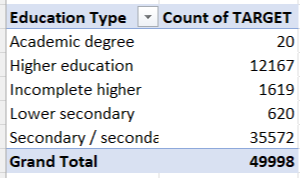 Education Type Count of TARGET
Academic degree 20
Higher education 12167
Incomplete higher 1619
Lower secondary 620
Secondary / seconda 35572
Grand Total 49998